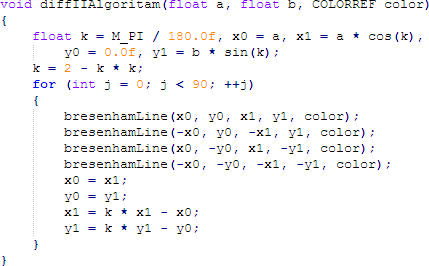 void diffIIAlgoritam(float a, float b, COLORREF color)
{
    float k = M_PI / 180.0f, x0 = a, x1 = a * cos(k),
        y0 = 0.0f, y1 = b * sin(k);
    k = 2 - k * k;
    for (int j = 0; j < 90; ++j)
    {
        bresenhamLine(x0, y0, x1, y1, color);
        bresenhamLine(-x0, y0, -x1, y1, color);
        bresenhamLine(x0, -y0, x1, -y1, color);
        bresenhamLine(-x0, -y0, -x1, -y1, color);
        x0 = x1;
        y0 = y1;
        x1 = k * x1 - x0;
        y1 = k * y1 - y0;
    }
}